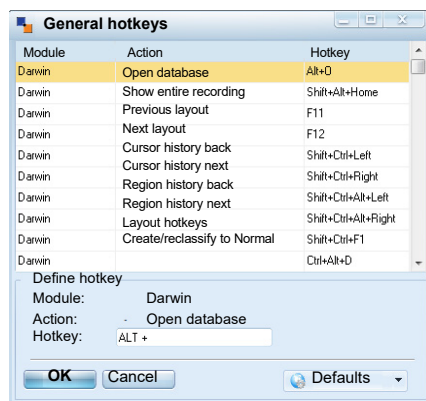 General hotkeys
Module Action Hotkey
Darwin Open database Alt+O
Darwin Show entire recording Shift+Alt+Home
Darwin Previous layout F11
Darwin Next layout F12
Darwin Cursor history back Shift+Ctrl+Left
Darwin Cursor history next Shift+Ctrl+Right
Darwin Region history back Shift+Ctrl+Alt+Left
Darwin Region history next Shift+Ctrl+Alt+Right
Darwin Layout hotkeys Shift+Ctrl+F1
Darwin Create/reclassify to Normal Ctrl+Alt+D
Define hotkey
Module: Darwin
Action: - Open database
Hotkey: ALT +
OK Cancel Defaults